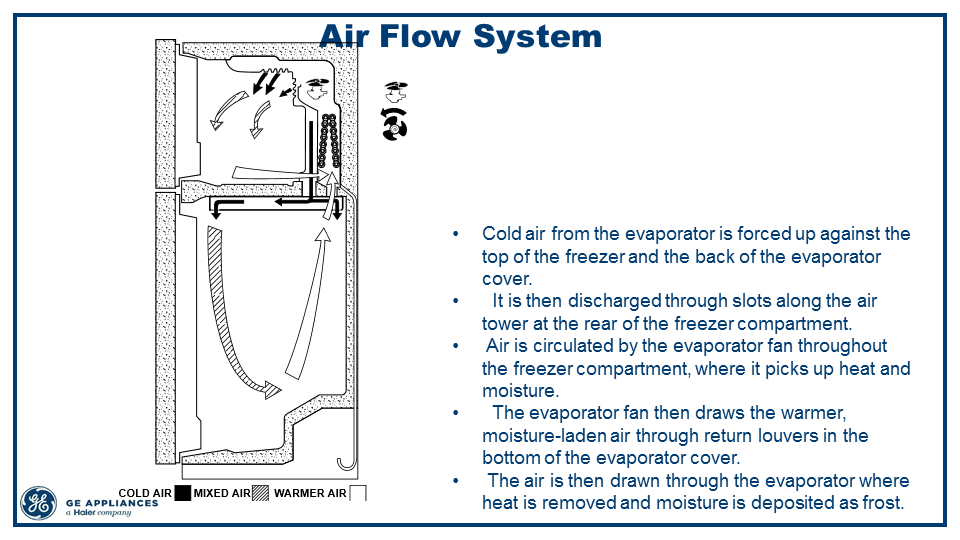 Air Flow System
• Cold air from the evaporator is forced up against the
top of the freezer and the back of the evaporator
cover.
• It is then discharged through slots along the air
tower at the rear of the freezer compartment.
• Air is circulated by the evaporator fan throughout
the freezer compartment, where it picks up heat and
moisture.
• The evaporator fan then draws the warmer,
moisture-laden air through return louvers in the
bottom of the evaporator cover.
• The air is then drawn through the evaporator where
heat is removed and moisture is deposited as frost.
COLD AIR MIXED AIR WARMER AIR
GE APPLIANCES
a Haier company